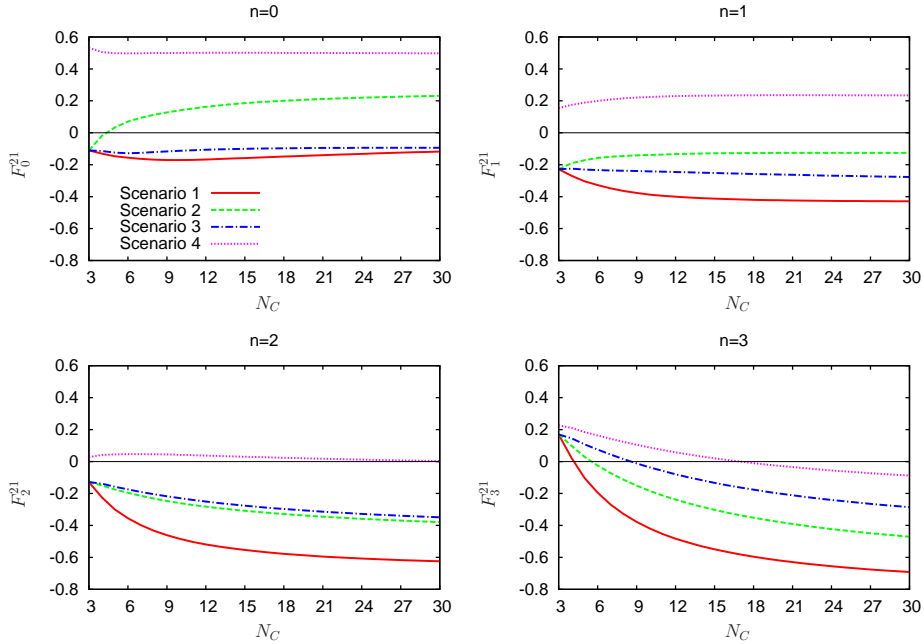 n=0
0.6
0.4
0.2
0
-0.2
-0.4
-0.6
-0.8
F_0^{21}
Scenario 1
Scenario 2
Scenario 3
Scenario 4
3 6 9 12 15 18 21 24 27 30
N_C
n=1
0.6
0.4
0.2
0
-0.2
-0.4
-0.6
-0.8
F_1^{21}
3 6 9 12 15 18 21 24 27 30
N_C
n=2
0.6
0.4
0.2
0
-0.2
-0.4
-0.6
-0.8
F_2^{21}
3 6 9 12 15 18 21 24 27 30
N_C
n=3
0.6
0.4
0.2
0
-0.2
-0.4
-0.6
-0.8
F_3^{21}
3 6 9 12 15 18 21 24 27 30
N_C